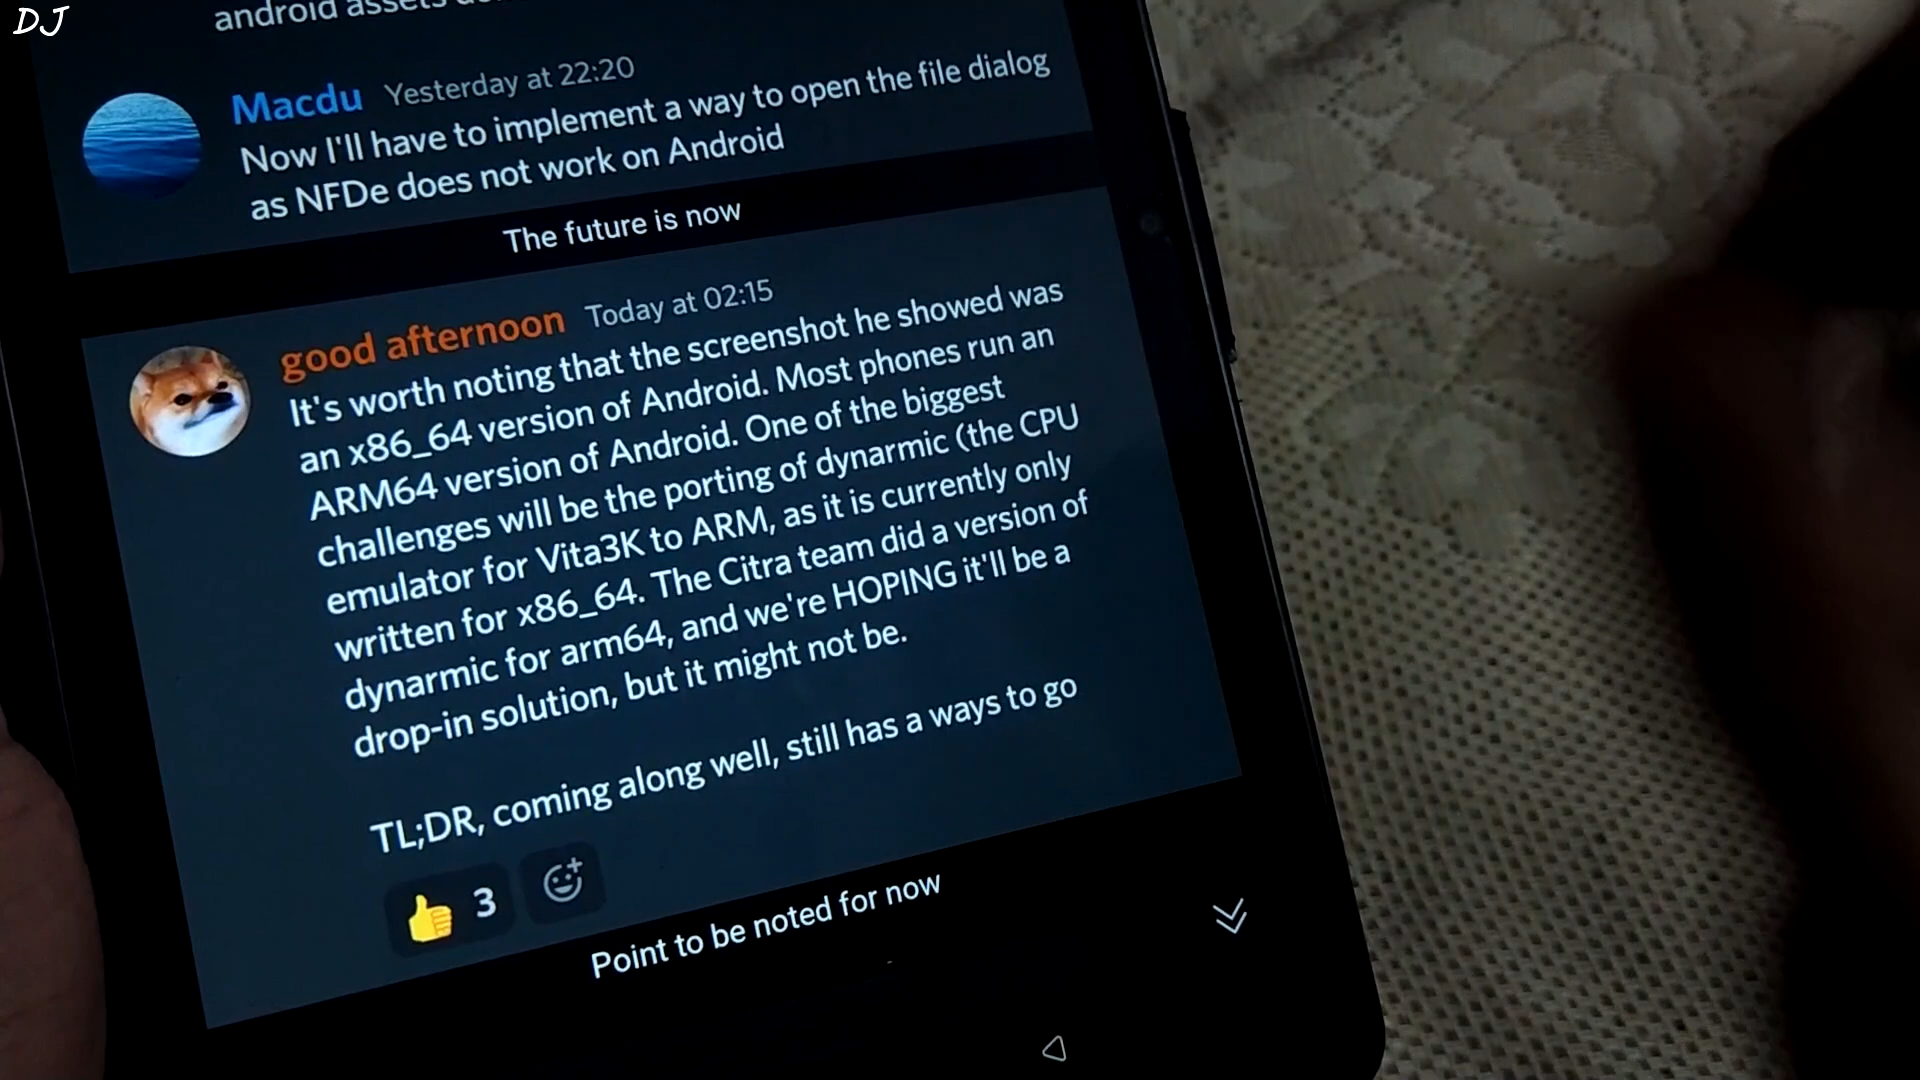 DJ
android assets
Macdu Yesterday at 22:20
Now I'll have to implement a way to open the file dialog
as NFDe does not work on Android
The future is now
good afternoon Today at 02:15
It's worth noting that the screenshot he showed was
an x86_64 version of Android. Most phones run an
ARM64 version of Android. One of the biggest
challenges will be the porting of dynarmic (the CPU
emulator for Vita3K to ARM, as it is currently only
written for x86_64. The Citra team did a version of
dynarmic for arm64, and we're HOPING it'll be a
drop-in solution, but it might not be.
TL;DR, coming along well, still has a ways to go
3
Point to be noted for now